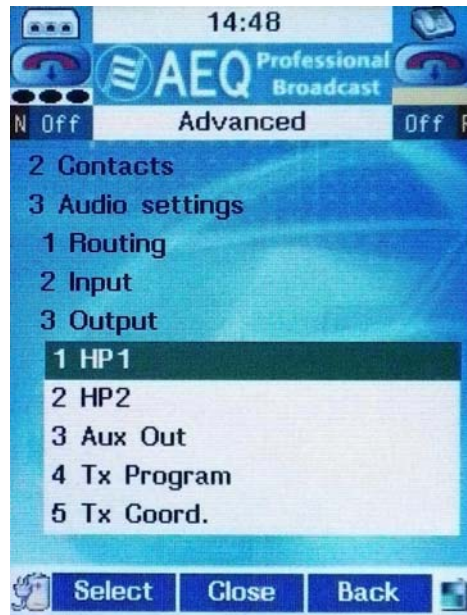 14:48
AEQ Professional Broadcast
N Off Advanced Off
2 Contacts
3 Audio settings
1 Routing
2 Input
3 Output
1 HP1
2 HP2
3 Aux Out
4 Tx Program
5 Tx Coord.
Select Close Back